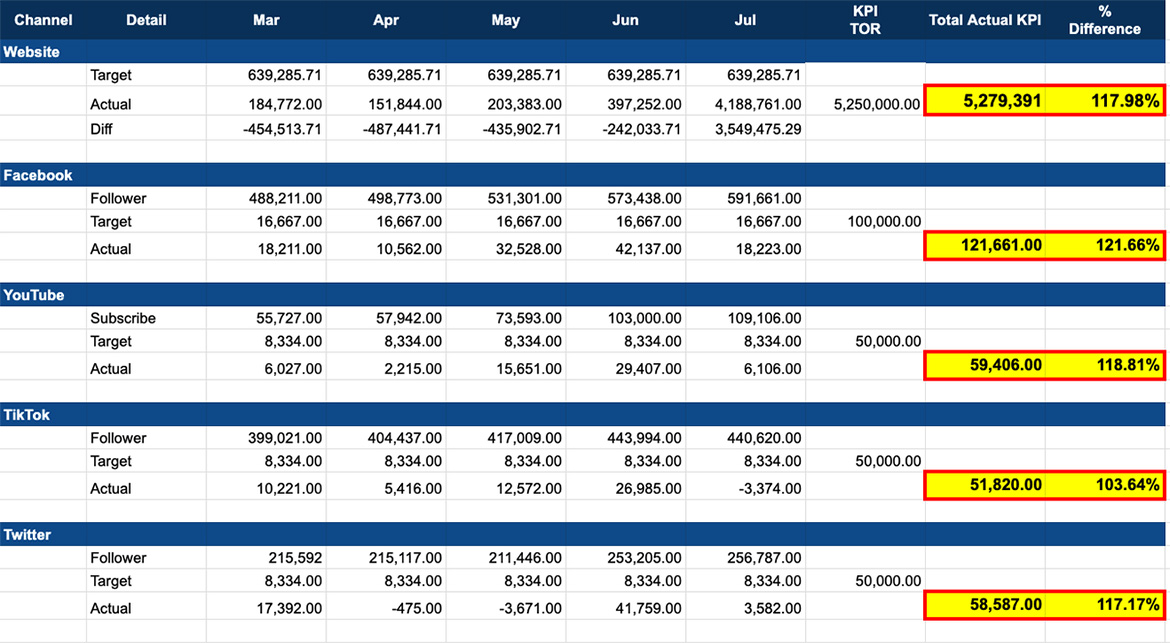 Channel Detail Mar Apr May Jun Jul KPI TOR Total Actual KPI % Difference
Website
Target 639,285.71 639,285.71 639,285.71 639,285.71 639,285.71
Actual 184,772.00 151,844.00 203,383.00 397,252.00 4,188,761.00 5,250,000.00 5,279,391 117.98%
Diff -454,513.71 -487,441.71 -435,902.71 -242,033.71 3,549,475.29
Facebook
Follower 488,211.00 498,773.00 531,301.00 573,438.00 591,661.00
Target 16,667.00 16,667.00 16,667.00 16,667.00 16,667.00 100,000.00
Actual 18,211.00 10,562.00 32,528.00 42,137.00 18,223.00 121,661.00 121.66%
YouTube
Subscribe 55,727.00 57,942.00 73,593.00 103,000.00 109,106.00
Target 8,334.00 8,334.00 8,334.00 8,334.00 8,334.00 50,000.00
Actual 6,027.00 2,215.00 15,651.00 29,407.00 6,106.00 59,406.00 118.81%
TikTok
Follower 399,021.00 404,437.00 417,009.00 443,994.00 440,620.00
Target 8,334.00 8,334.00 8,334.00 8,334.00 8,334.00 50,000.00
Actual 10,221.00 5,416.00 12,572.00 26,985.00 -3,374.00 51,820.00 103.64%
Twitter
Follower 215,592 215,117.00 211,446.00 253,205.00 256,787.00
Target 8,334.00 8,334.00 8,334.00 8,334.00 8,334.00 50,000.00
Actual 17,392.00 -475.00 -3,671.00 41,759.00 3,582.00 58,587.00 117.17%